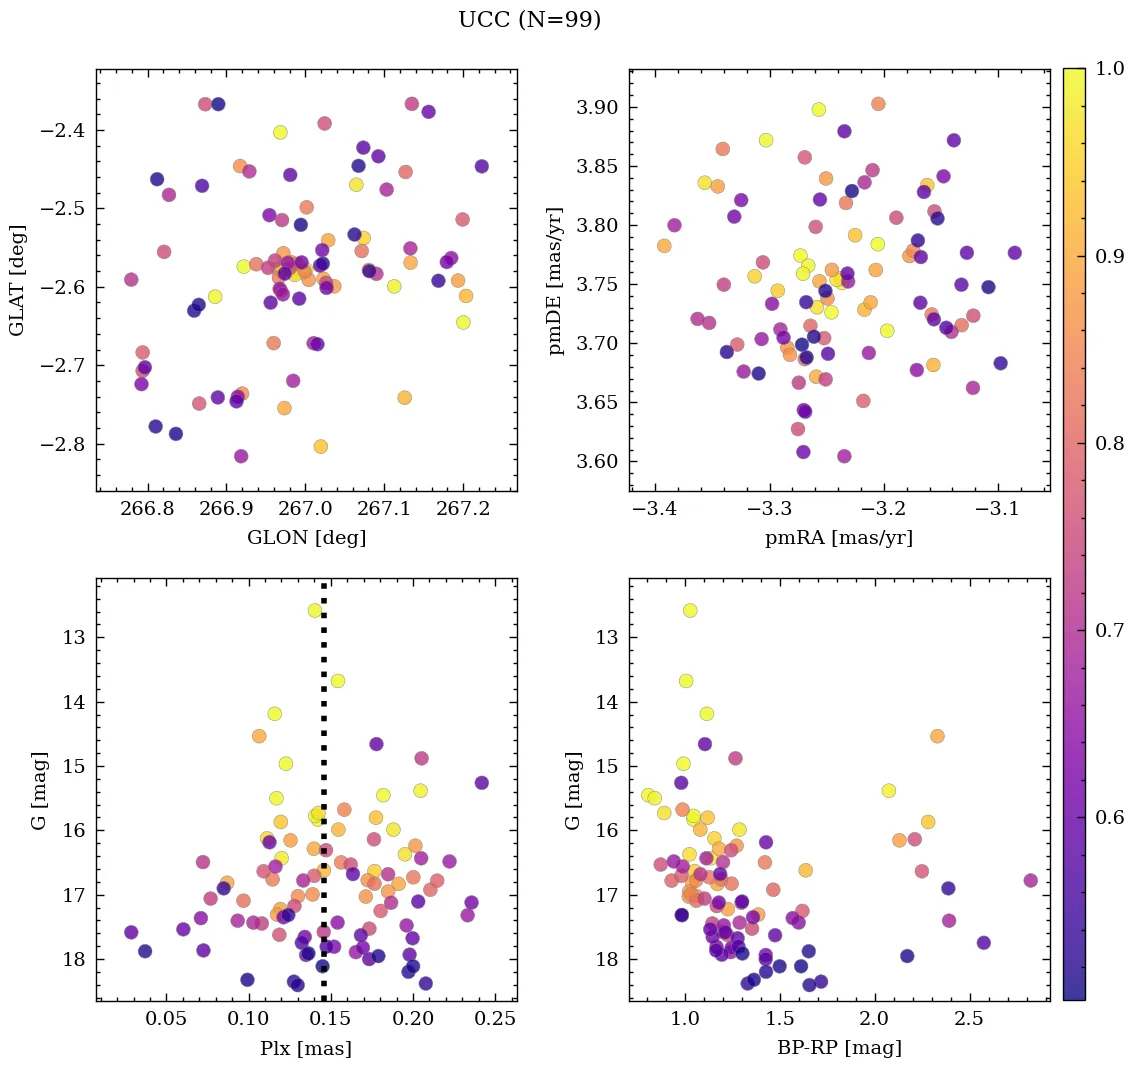 UCC (N=99)
−2.4
−2.5
−2.6
−2.7
−2.8
GLAT [deg]
266.8 266.9 267.0 267.1 267.2
GLON [deg]
3.90
3.85
3.80
3.75
3.70
3.65
3.60
pmDE [mas/yr]
−3.4 −3.3 −3.2 −3.1
pmRA [mas/yr]
1.0
0.9
0.8
0.7
0.6
13
14
15
16
17
18
G [mag]
0.05 0.10 0.15 0.20 0.25
Plx [mas]
13
14
15
16
17
18
G [mag]
1.0 1.5 2.0 2.5
BP-RP [mag]